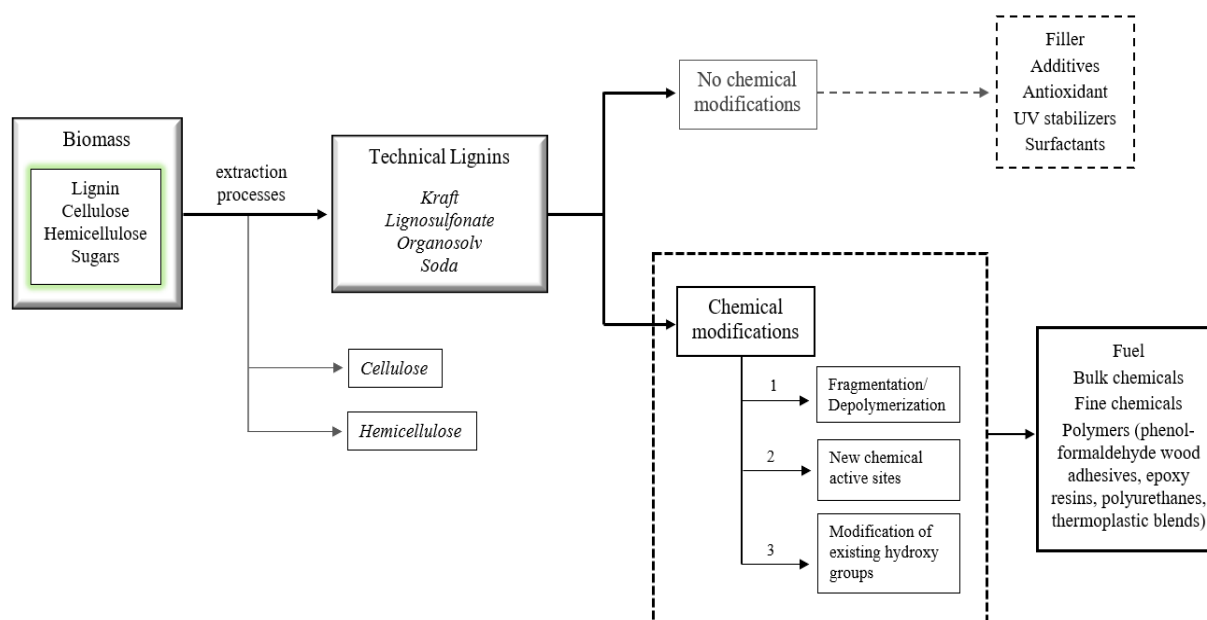 Biomass
Lignin
Cellulose
Hemicellulose
Sugars
extraction
processes
Technical Lignins
Kraft
Lignosulfonate
Organosolv
Soda
Cellulose
Hemicellulose
No chemical
modifications
Filler
Additives
Antioxidant
UV stabilizers
Surfactants
Chemical
modifications
1
Fragmentation/
Depolymerization
2
New chemical
active sites
3
Modification of
existing hydroxy
groups
Fuel
Bulk chemicals
Fine chemicals
Polymers (phenol-
formaldehyde wood
adhesives, epoxy
resins, polyurethanes,
thermoplastic blends)